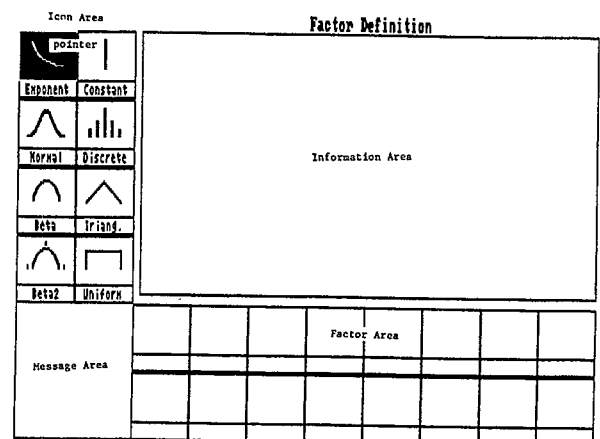 Icon Area
Factor Definition
pointer
Exponent Constant
Normal Discrete
Information Area
Beta Triang.
Beta2 Uniform
Factor Area
Message Area